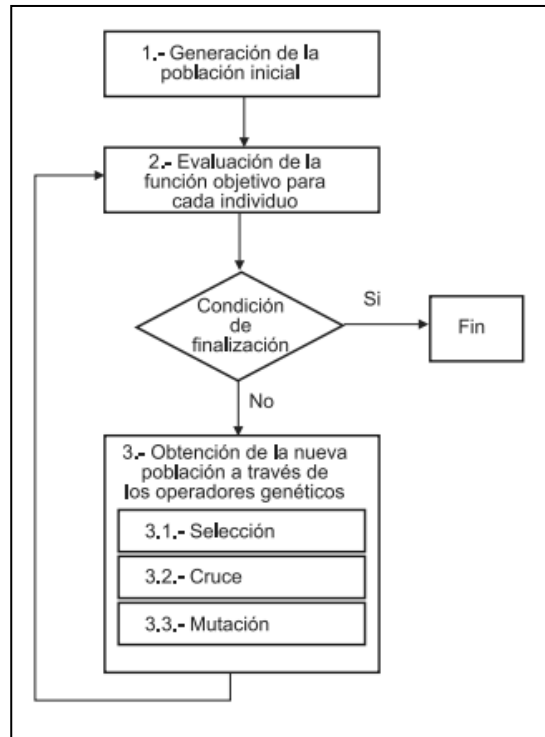 1.- Generación de la
población inicial
2.- Evaluación de la
función objetivo para
cada individuo
Condición
de
finalización
Si
Fin
No
3.- Obtención de la nueva
población a través de
los operadores genéticos
3.1.- Selección
3.2.- Cruce
3.3.- Mutación